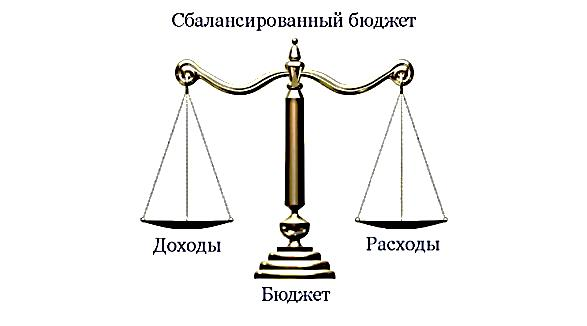 Сбалансированный бюджет
Доходы
Расходы
Бюджет